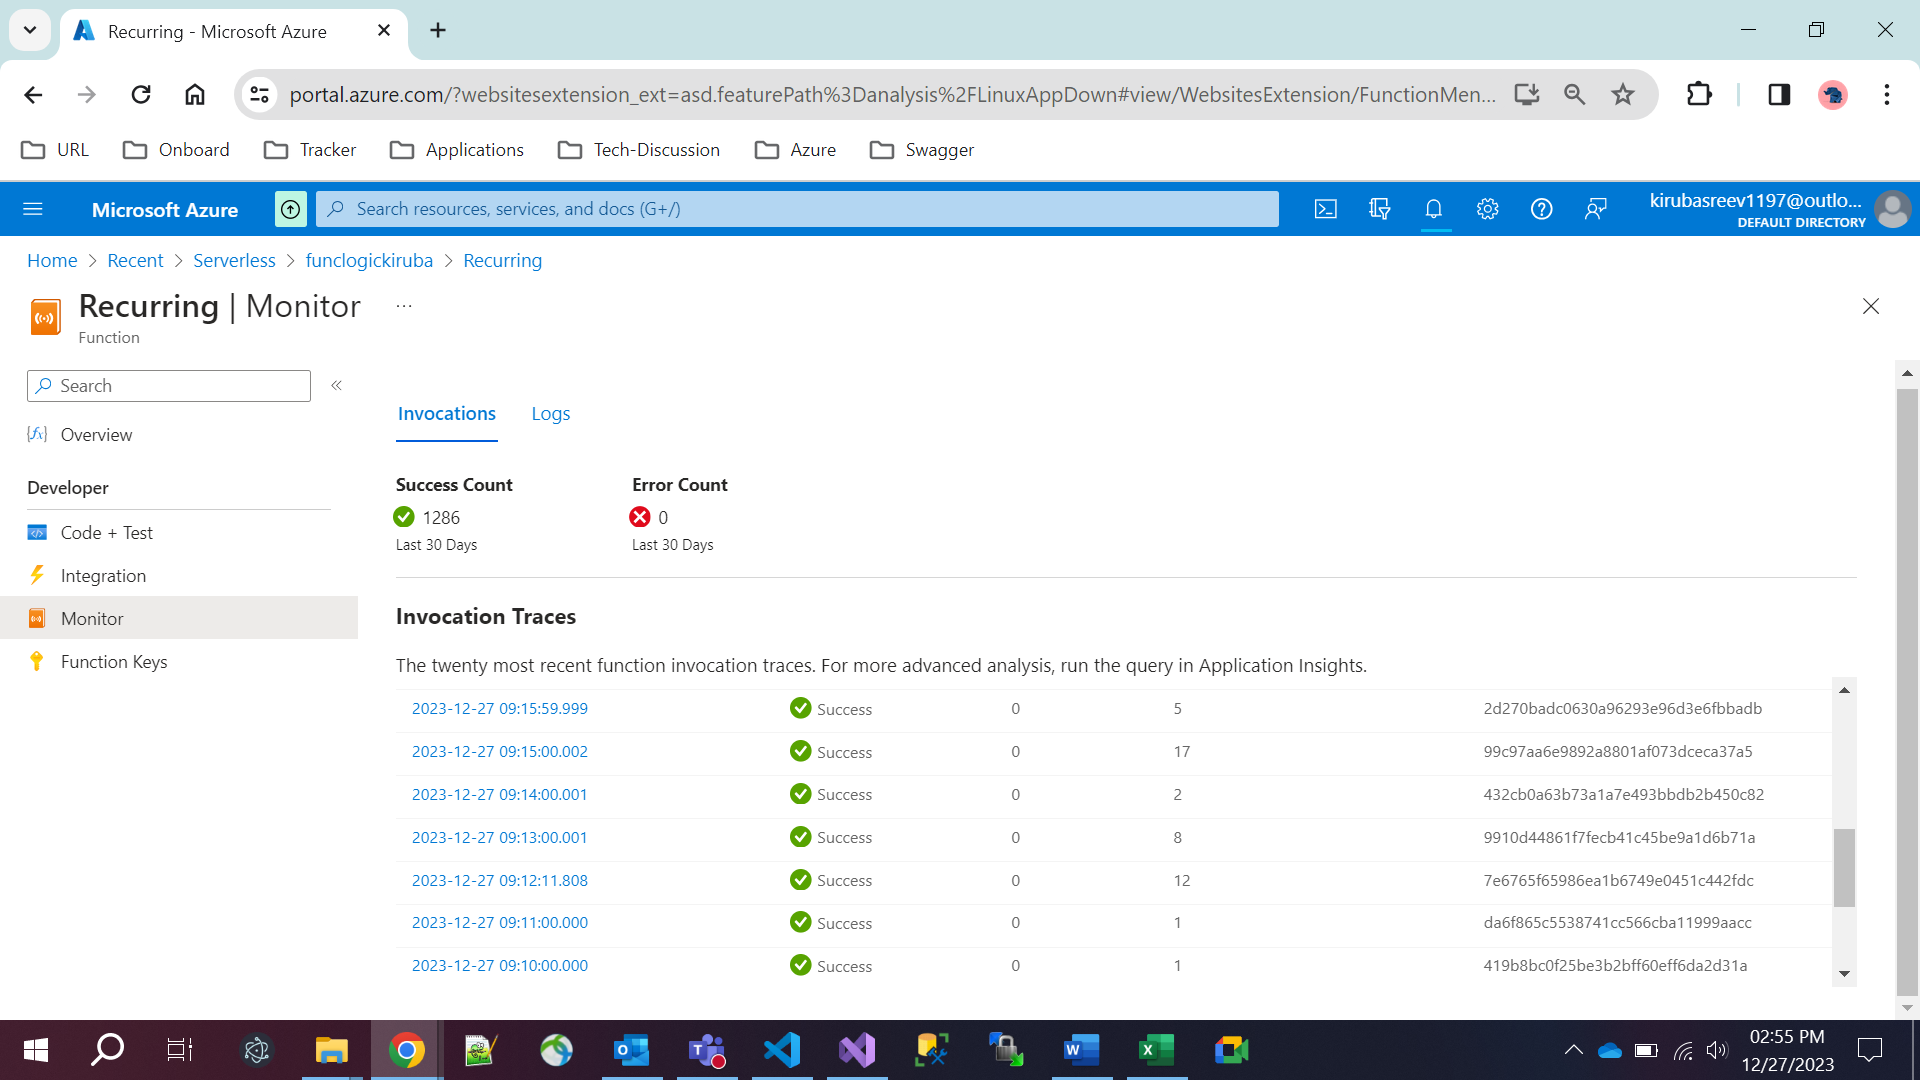 Recurring - Microsoft Azure
portal.azure.com/?websitesextension_ext=asd.featurePath%3Danalysis%2FLinuxAppDown#view/WebsitesExtension/FunctionMen...
URL Onboard Tracker Applications Tech-Discussion Azure Swagger
Microsoft Azure
Search resources, services, and docs (G+/)
kirubasreev1197@outlo...
DEFAULT DIRECTORY
Home > Recent > Serverless > funclogickiruba > Recurring
Recurring | Monitor ...
Function
Search
Overview
Developer
Code + Test
Integration
Monitor
Function Keys
Invocations Logs
Success Count Error Count
1286 0
Last 30 Days Last 30 Days
Invocation Traces
The twenty most recent function invocation traces. For more advanced analysis, run the query in Application Insights.
2023-12-27 09:15:59.999 Success 0 5 2d270badc0630a96293e96d3e6fbbadb
2023-12-27 09:15:00.002 Success 0 17 99c97aa6e9892a8801af073dceca37a5
2023-12-27 09:14:00.001 Success 0 2 432cb0a63b73a1a7e493bbdb2b450c82
2023-12-27 09:13:00.001 Success 0 8 9910d44861f7fecb41c45be9a1d6b71a
2023-12-27 09:12:11.808 Success 0 12 7e6765f65986ea1b6749e0451c442fdc
2023-12-27 09:11:00.000 Success 0 1 da6f865c5538741cc566cba11999aacc
2023-12-27 09:10:00.000 Success 0 1 419b8bc0f25be3b2bff60eff6da2d31a
02:55 PM
12/27/2023